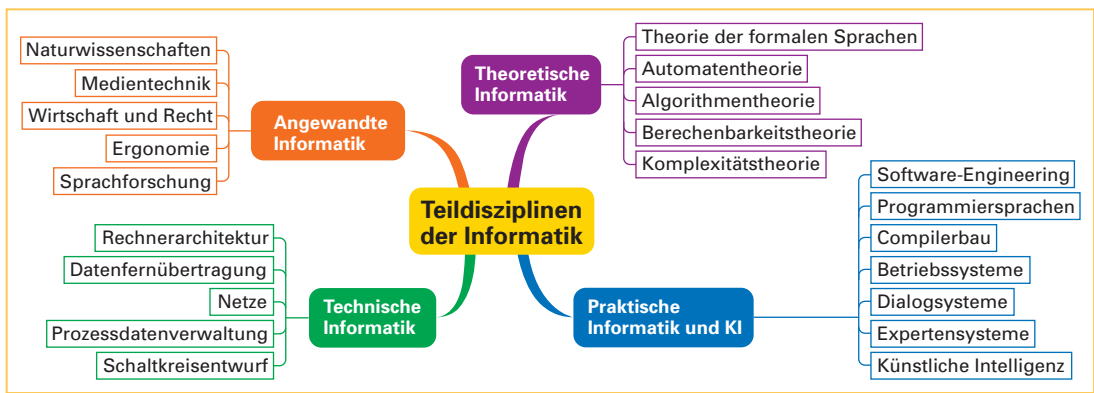 Teildisziplinen
der Informatik
Angewandte
Informatik
Naturwissenschaften
Medientechnik
Wirtschaft und Recht
Ergonomie
Sprachforschung
Theoretische
Informatik
Theorie der formalen Sprachen
Automatentheorie
Algorithmentheorie
Berechenbarkeitstheorie
Komplexitätstheorie
Technische
Informatik
Rechnerarchitektur
Datenfernübertragung
Netze
Prozessdatenverwaltung
Schaltkreisentwurf
Praktische
Informatik und KI
Software-Engineering
Programmiersprachen
Compilerbau
Betriebssysteme
Dialogsysteme
Expertensysteme
Künstliche Intelligenz